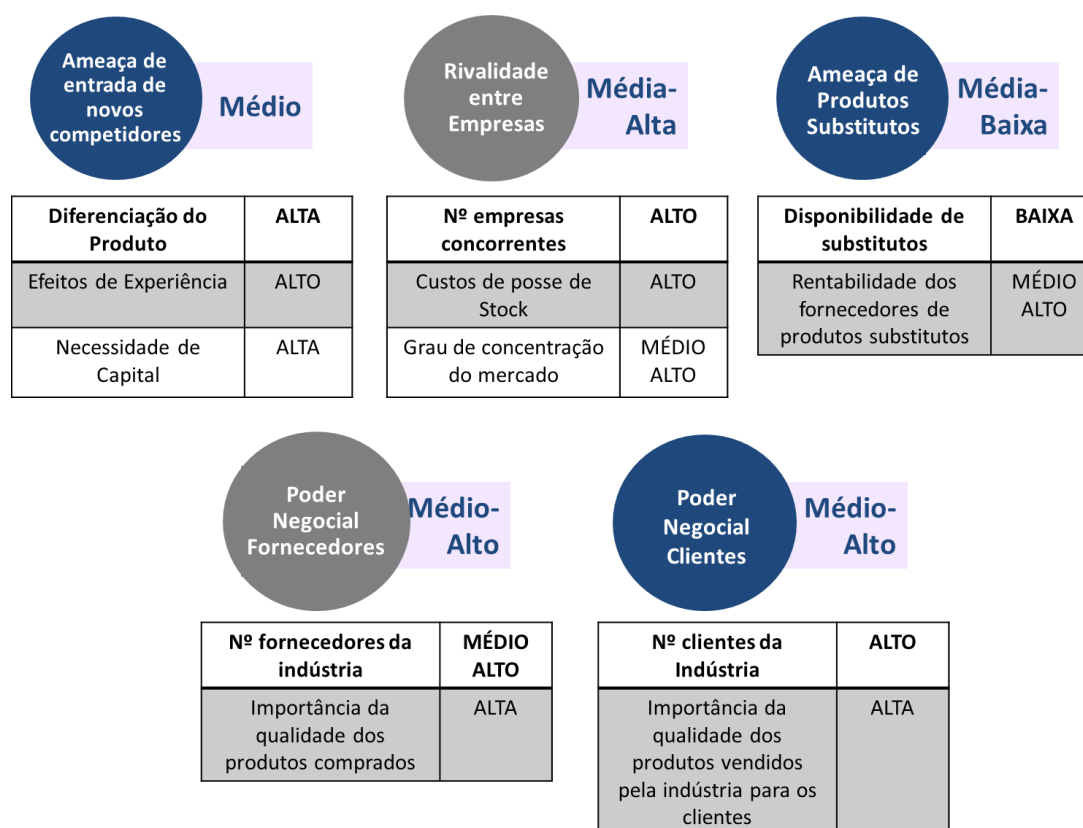 Ameaça de
entrada de
novos
competidores
Médio
Diferenciação do
Produto
ALTA
Efeitos de Experiência
ALTO
Necessidade de
Capital
ALTA
Rivalidade
entre
Empresas
Média-
Alta
Nº empresas
concorrentes
ALTO
Custos de posse de
Stock
ALTO
Grau de concentração
do mercado
MÉDIO
ALTO
Ameaça de
Produtos
Substitutos
Média-
Baixa
Disponibilidade de
substitutos
BAIXA
Rentabilidade dos
fornecedores de
produtos substitutos
MÉDIO
ALTO
Poder
Negocial
Fornecedores
Médio-
Alto
Nº fornecedores da
indústria
MÉDIO
ALTO
Importância da
qualidade dos
produtos comprados
ALTA
Poder
Negocial
Clientes
Médio-
Alto
Nº clientes da
Indústria
ALTO
Importância da
qualidade dos
produtos vendidos
pela indústria para os
clientes
ALTA